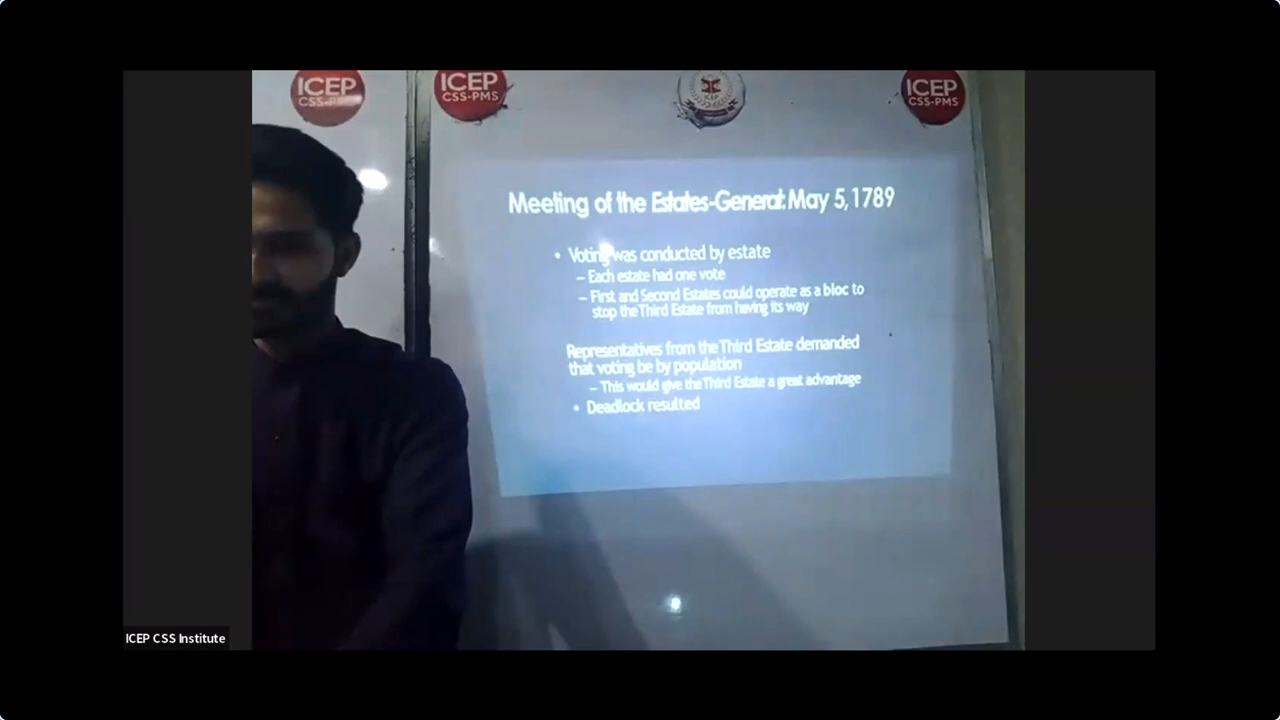 ICEP
CSS-PMS
ICEP
CSS-PMS
ICEP
ICEP
CSS-PMS
Meeting of the Estates-General: May 5, 1789
• Voting was conducted by estate
– Each estate had one vote
– First and Second Estates could operate as a bloc to
stop the Third Estate from having its way
Representatives from the Third Estate demanded
that voting be by population
– This would give the Third Estate a great advantage
• Deadlock resulted
ICEP CSS Institute